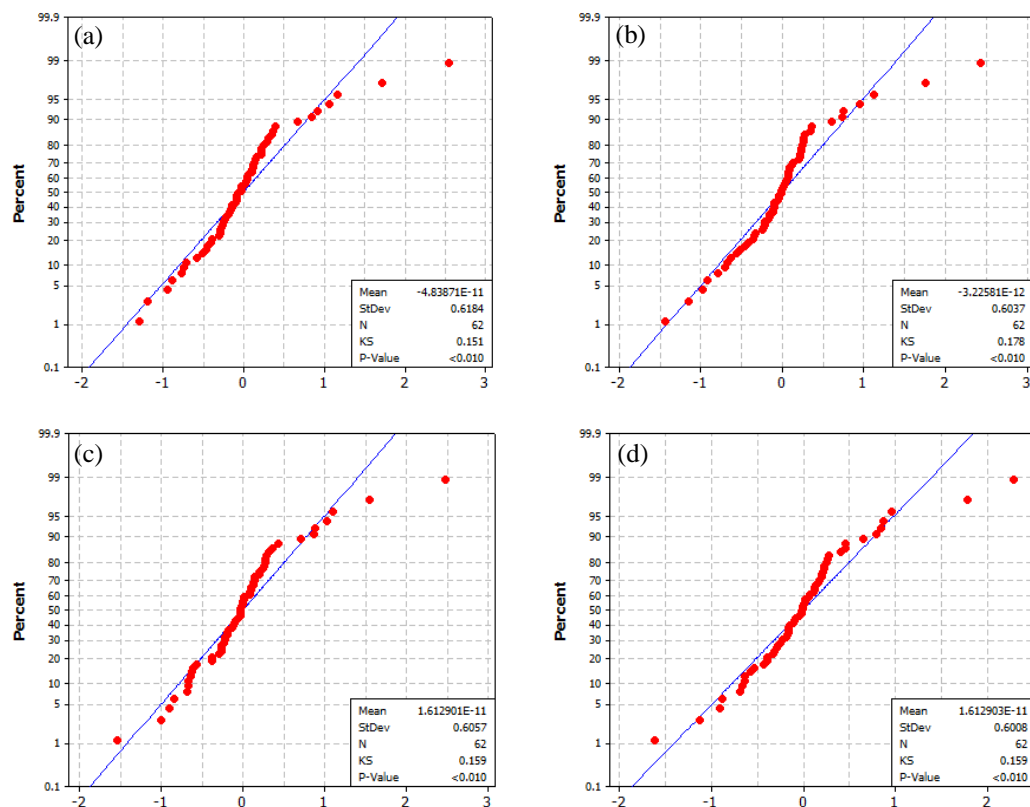 (a)
99.9
99
95
90
80
70
60
50
40
30
20
10
5
1
0.1
Percent
-2 -1 0 1 2 3
Mean -4.83871E-11
StDev 0.6184
N 62
KS 0.151
P-Value <0.010
(b)
99.9
99
95
90
80
70
60
50
40
30
20
10
5
1
0.1
Percent
-2 -1 0 1 2 3
Mean -3.22581E-12
StDev 0.6037
N 62
KS 0.178
P-Value <0.010
(c)
99.9
99
95
90
80
70
60
50
40
30
20
10
5
1
0.1
Percent
-2 -1 0 1 2 3
Mean 1.612901E-11
StDev 0.6057
N 62
KS 0.159
P-Value <0.010
(d)
99.9
99
95
90
80
70
60
50
40
30
20
10
5
1
0.1
Percent
-2 -1 0 1 2
Mean 1.612903E-11
StDev 0.6008
N 62
KS 0.159
P-Value <0.010